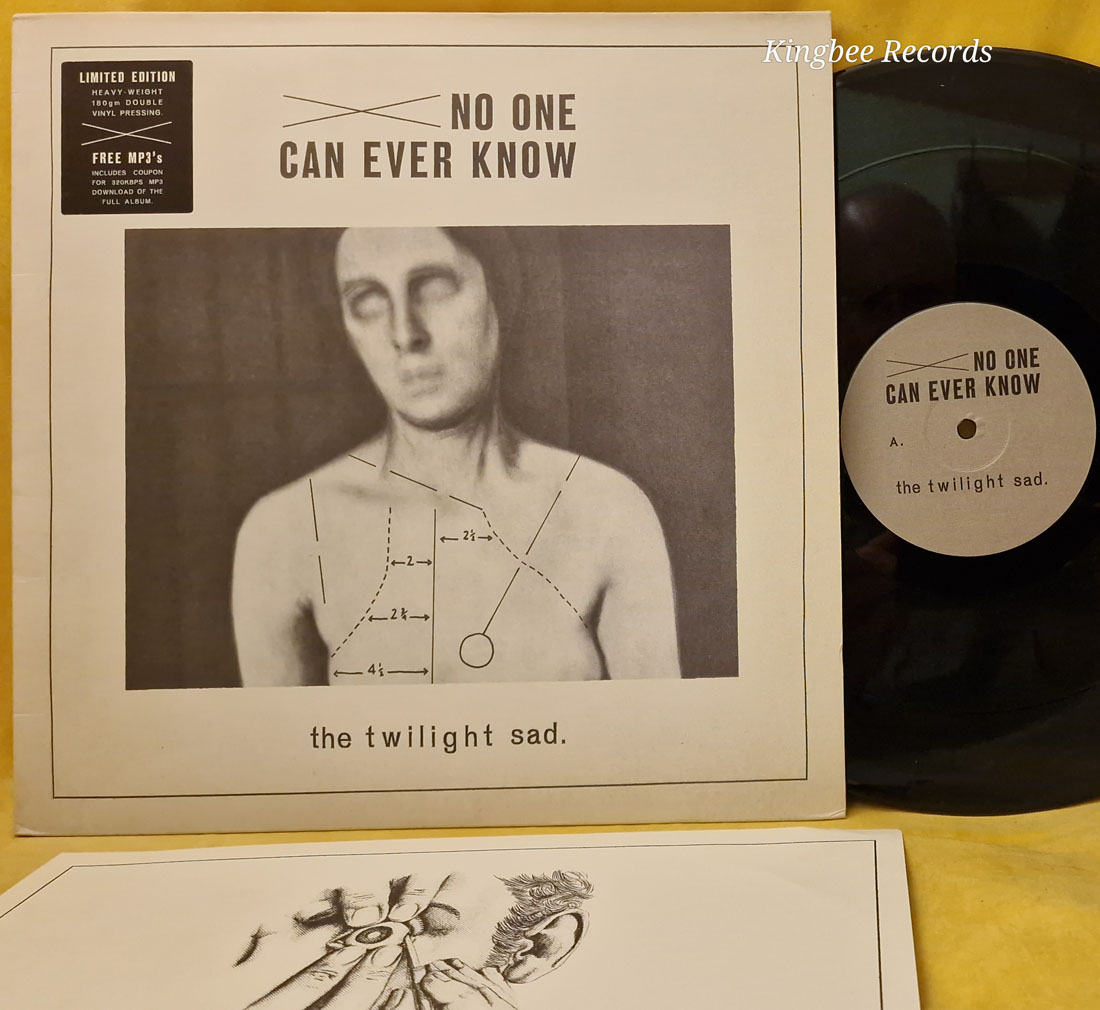 Kingbee Records
LIMITED EDITION
HEAVY-WEIGHT
180gm DOUBLE
VINYL PRESSING.
FREE MP3's
INCLUDES COUPON
FOR 320KBPS MP3
DOWNLOAD OF THE
FULL ALBUM.
NO ONE
CAN EVER KNOW
2½
2
2¾
4½
the twilight sad.
NO ONE
CAN EVER KNOW
A.
the twilight sad.